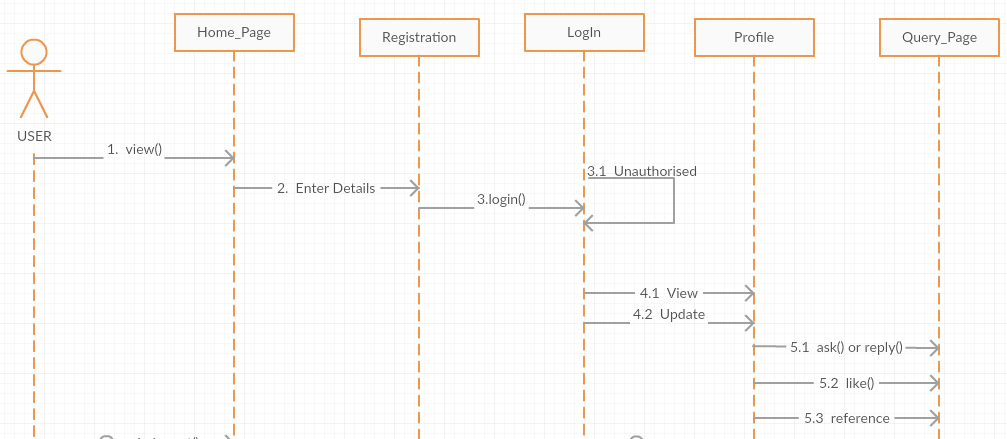 Home_Page
Registration
LogIn
Profile
Query_Page
USER
1. view()
2. Enter Details
3.login()
3.1 Unauthorised
4.1 View
4.2 Update
5.1 ask() or reply()
5.2 like()
5.3 reference